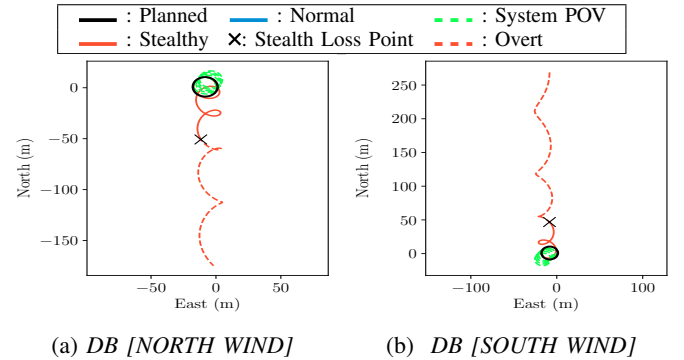 : Planned : Normal : System POV
: Stealthy : Stealth Loss Point : Overt
0
−50
−100
−150
North (m)
−50 0 50
East (m)
250
200
150
100
50
0
North (m)
−100 0 100
East (m)
(a) DB [NORTH WIND] (b) DB [SOUTH WIND]